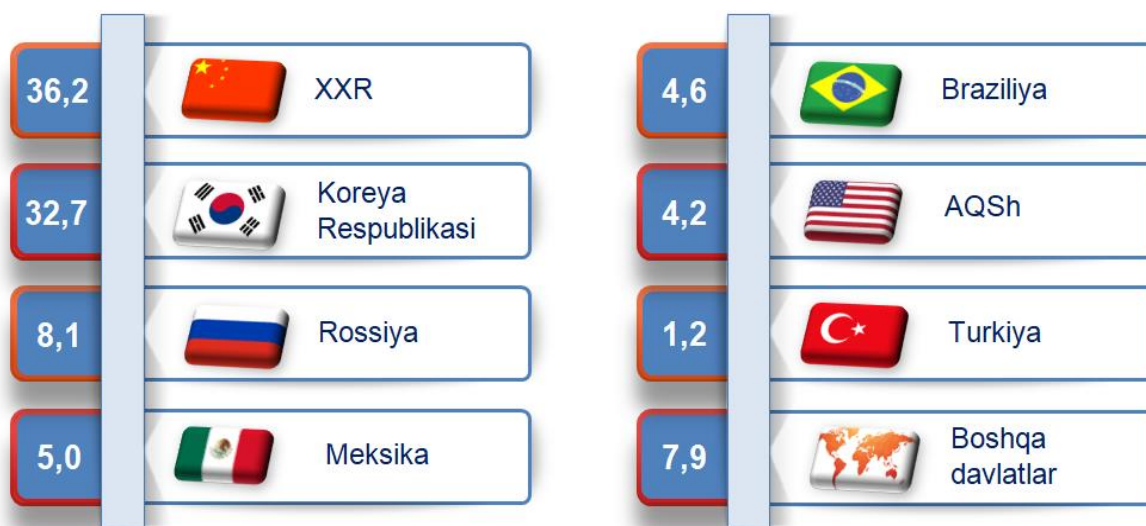 36,2
XXR
32,7
Koreya
Respublikasi
8,1
Rossiya
5,0
Meksika
4,6
Braziliya
4,2
AQSh
1,2
Turkiya
7,9
Boshqa
davlatlar